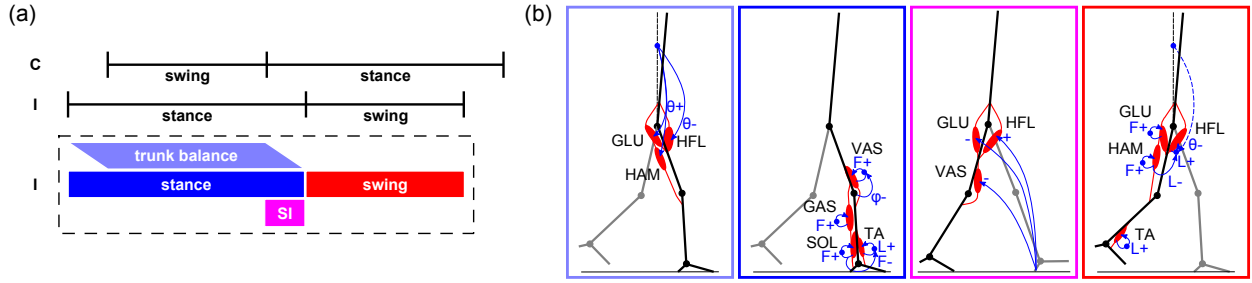 (a)
C
swing
stance
I
stance
swing
trunk balance
I
stance
swing
SI
(b)
θ+
θ-
GLU
HFL
HAM
VAS
F+
φ-
GAS
F+
SOL
TA
F+
L+
F-
GLU
HFL
-
+
VAS
-
GLU
HFL
F+
θ-
HAM
L+
F+
L-
TA
L+